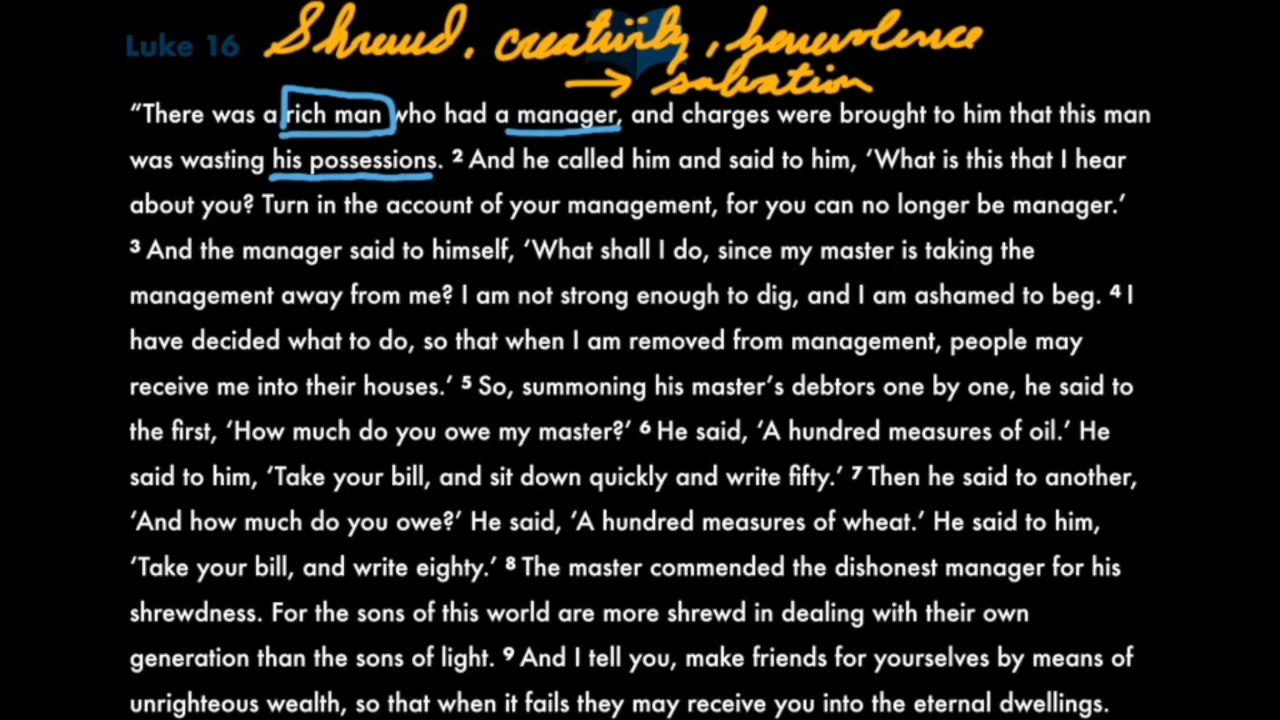 Luke 16 Shrewd, creativity, benevolence
→ salvation
“There was a rich man who had a manager, and charges were brought to him that this man
was wasting his possessions. ² And he called him and said to him, ‘What is this that I hear
about you? Turn in the account of your management, for you can no longer be manager.’
³ And the manager said to himself, ‘What shall I do, since my master is taking the
management away from me? I am not strong enough to dig, and I am ashamed to beg. ⁴ I
have decided what to do, so that when I am removed from management, people may
receive me into their houses.’ ⁵ So, summoning his master’s debtors one by one, he said to
the first, ‘How much do you owe my master?’ ⁶ He said, ‘A hundred measures of oil.’ He
said to him, ‘Take your bill, and sit down quickly and write fifty.’ ⁷ Then he said to another,
‘And how much do you owe?’ He said, ‘A hundred measures of wheat.’ He said to him,
‘Take your bill, and write eighty.’ ⁸ The master commended the dishonest manager for his
shrewdness. For the sons of this world are more shrewd in dealing with their own
generation than the sons of light. ⁹ And I tell you, make friends for yourselves by means of
unrighteous wealth, so that when it fails they may receive you into the eternal dwellings.